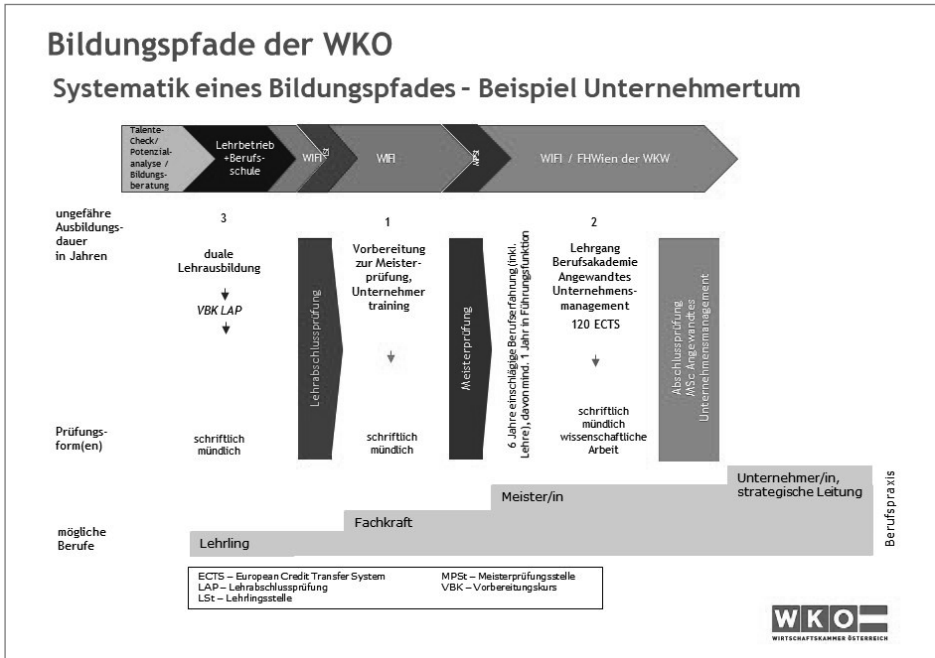 Bildungspfade der WKO
Systematik eines Bildungspfades - Beispiel Unternehmertum
Talente-
Check/
Potenzial-
analyse /
Bildungs-
beratung
Lehrbetrieb
+Berufs-
schule
WIFI
LSt
WIFI
MPSt
WIFI / FHWien der WKW
ungefähre
Ausbildungs-
dauer
in Jahren
3
duale
Lehrausbildung
VBK LAP
Lehrabschlussprüfung
1
Vorbereitung
zur Meister-
prüfung,
Unternehmer
training
Meisterprüfung
6 Jahre einschlägige Berufserfahrung (inkl.
Lehre), davon mind. 1 Jahr in Führungsfunktion
2
Lehrgang
Berufsakademie
Angewandtes
Unternehmens-
management
120 ECTS
Abschlussprüfung
MSc Angewandtes
Unternehmensmanagement
Prüfungs-
form(en)
schriftlich
mündlich
schriftlich
mündlich
schriftlich
mündlich
wissenschaftliche
Arbeit
mögliche
Berufe
Lehrling
Fachkraft
Meister/in
Unternehmer/in,
strategische Leitung
Berufspraxis
ECTS – European Credit Transfer System
LAP – Lehrabschlussprüfung
LSt – Lehrlingsstelle
MPSt – Meisterprüfungsstelle
VBK – Vorbereitungskurs
WKO
WIRTSCHAFTSKAMMER ÖSTERREICH